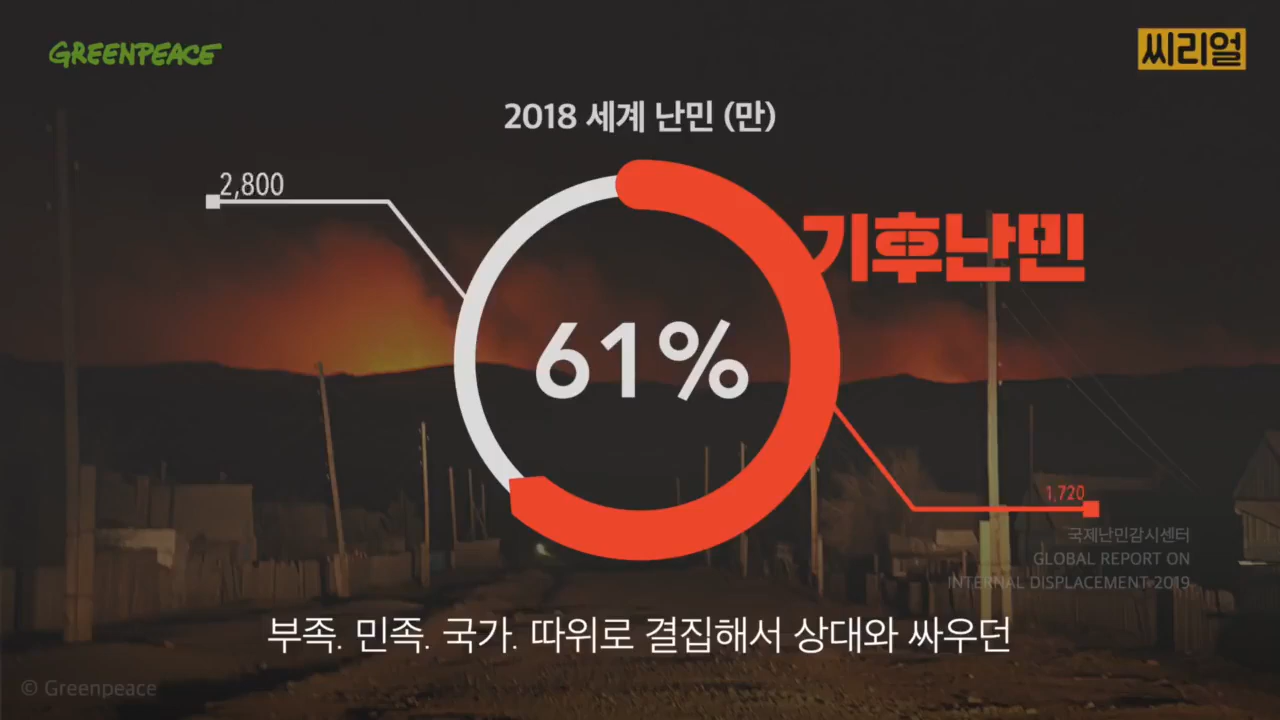 GREENPEACE
씨리얼
2018 세계 난민 (만)
2,800
기후난민
61%
1,720
국제난민감시센터
GLOBAL REPORT ON
INTERNAL DISPLACEMENT 2019
부족. 민족. 국가. 따위로 결집해서 상대와 싸우던
© Greenpeace